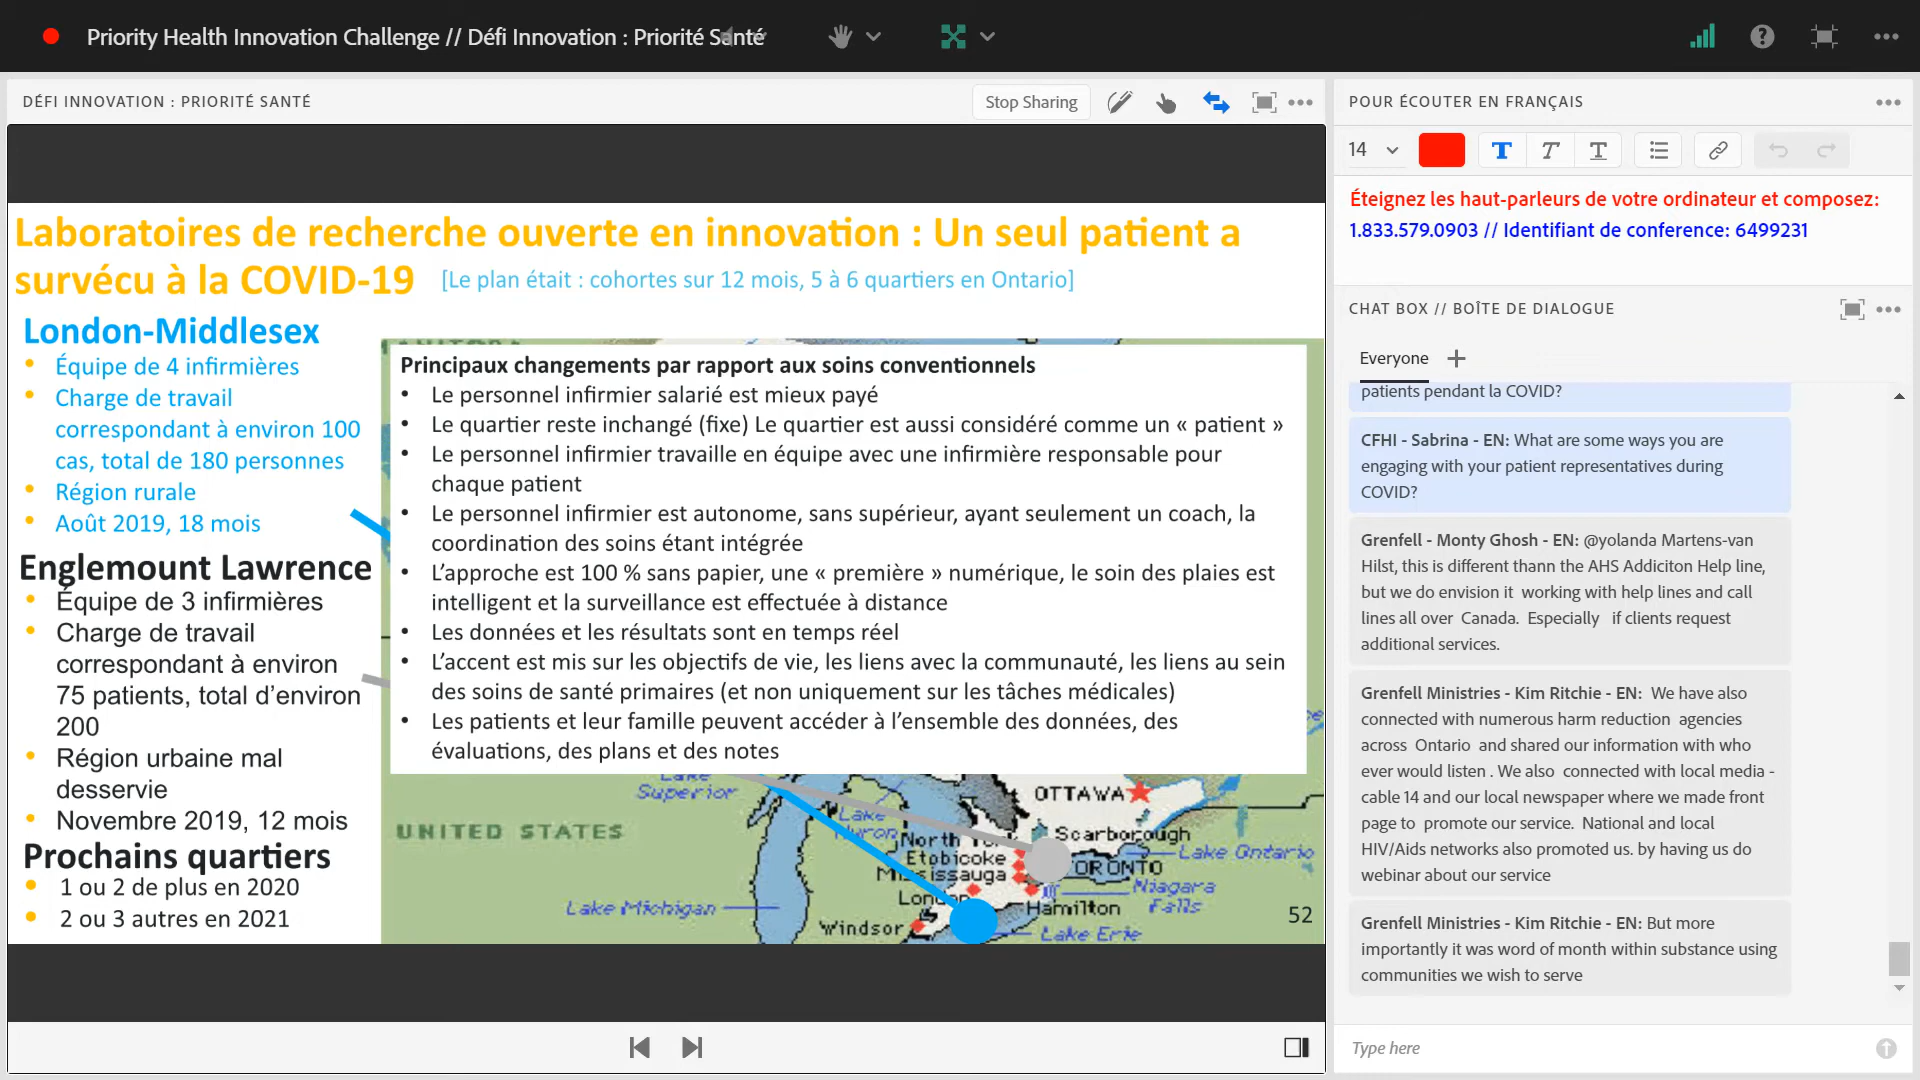 Priority Health Innovation Challenge // Défi Innovation : Priorité Santé
DÉFI INNOVATION : PRIORITÉ SANTÉ
Stop Sharing
Laboratoires de recherche ouverte en innovation : Un seul patient a
survécu à la COVID-19 [Le plan était : cohortes sur 12 mois, 5 à 6 quartiers en Ontario]
London-Middlesex
• Équipe de 4 infirmières
• Charge de travail
correspondant à environ 100
cas, total de 180 personnes
• Région rurale
• Août 2019, 18 mois
Englemount Lawrence
• Équipe de 3 infirmières
• Charge de travail
correspondant à environ
75 patients, total d’environ
200
• Région urbaine mal
desservie
• Novembre 2019, 12 mois
Prochains quartiers
• 1 ou 2 de plus en 2020
• 2 ou 3 autres en 2021
Principaux changements par rapport aux soins conventionnels
• Le personnel infirmier salarié est mieux payé
• Le quartier reste inchangé (fixe) Le quartier est aussi considéré comme un « patient »
• Le personnel infirmier travaille en équipe avec une infirmière responsable pour
chaque patient
• Le personnel infirmier est autonome, sans supérieur, ayant seulement un coach, la
coordination des soins étant intégrée
• L’approche est 100 % sans papier, une « première » numérique, le soin des plaies est
intelligent et la surveillance est effectuée à distance
• Les données et les résultats sont en temps réel
• L’accent est mis sur les objectifs de vie, les liens avec la communauté, les liens au sein
des soins de santé primaires (et non uniquement sur les tâches médicales)
• Les patients et leur famille peuvent accéder à l’ensemble des données, des
évaluations, des plans et des notes
Lake
Superior
OTTAWA
UNITED STATES
Lake
Huron
North
Scarborough
Etobicoke
Lake Ontario
Mississauga
TORONTO
Niagara
Falls
London
Lake Michigan
Hamilton
Windsor
Lake Erie
52
POUR ÉCOUTER EN FRANÇAIS
14
T T T
Éteignez les haut-parleurs de votre ordinateur et composez:
1.833.579.0903 // Identifiant de conference: 6499231
CHAT BOX // BOÎTE DE DIALOGUE
Everyone
patients pendant la COVID?
CFHI - Sabrina - EN: What are some ways you are
engaging with your patient representatives during
COVID?
Grenfell - Monty Ghosh - EN: @yolanda Martens-van
Hilst, this is different thann the AHS Addiciton Help line,
but we do envision it working with help lines and call
lines all over Canada. Especially if clients request
additional services.
Grenfell Ministries - Kim Ritchie - EN: We have also
connected with numerous harm reduction agencies
across Ontario and shared our information with who
ever would listen . We also connected with local media -
cable 14 and our local newspaper where we made front
page to promote our service. National and local
HIV/Aids networks also promoted us. by having us do
webinar about our service
Grenfell Ministries - Kim Ritchie - EN: But more
importantly it was word of month within substance using
communities we wish to serve
Type here